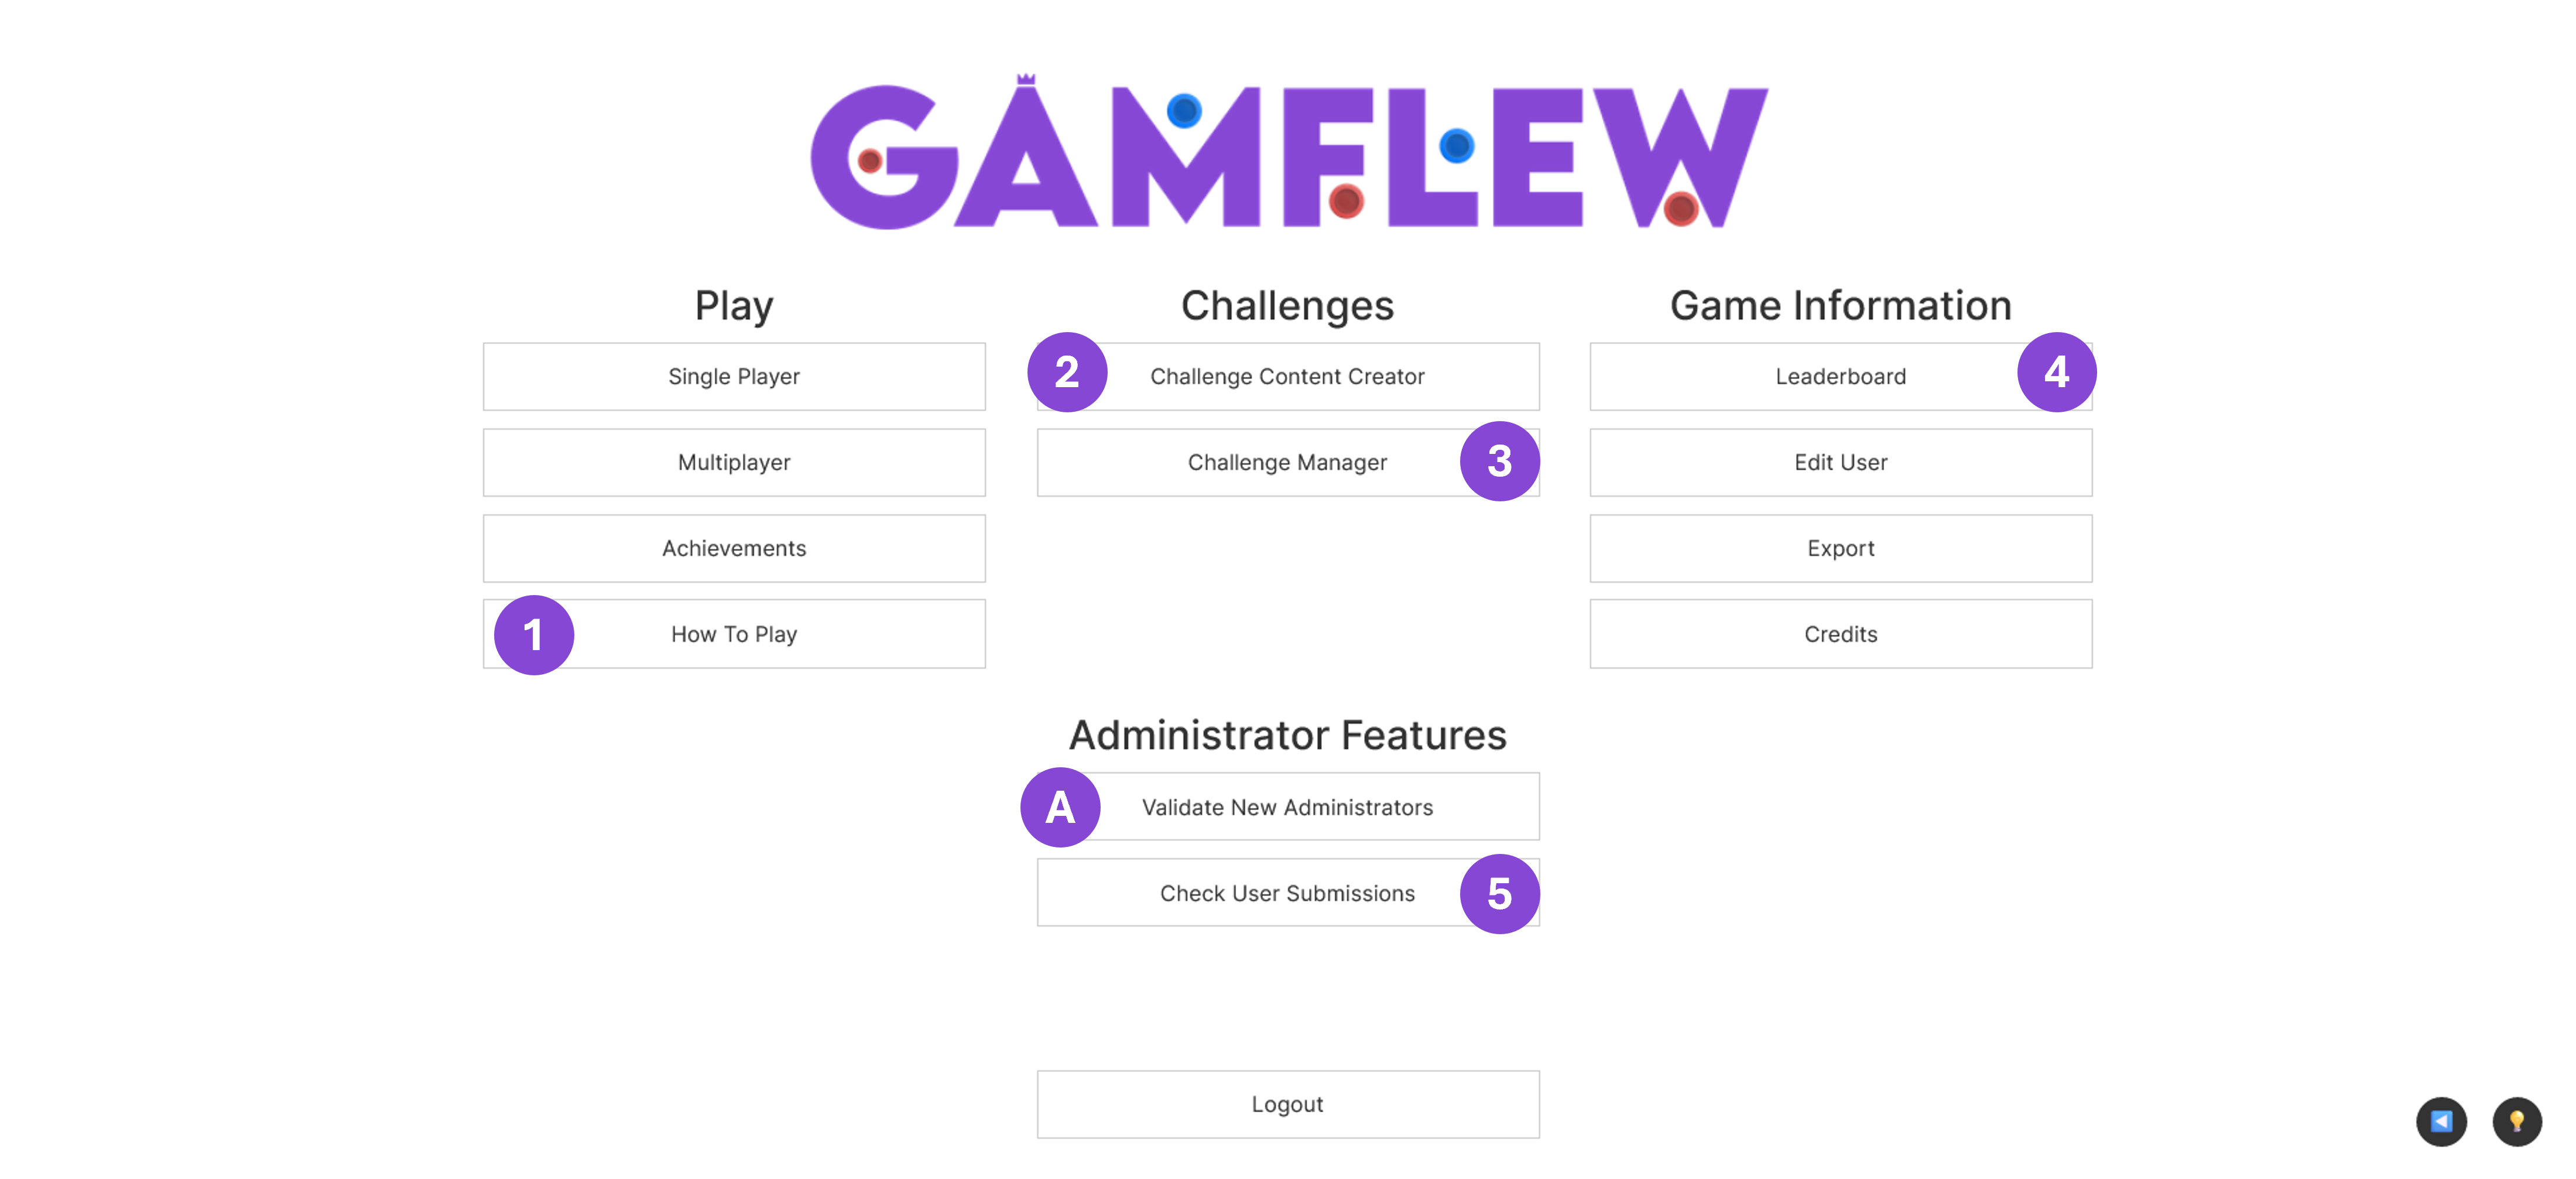 GAMFLEW
Play
Single Player
Multiplayer
Achievements
1 How To Play
Challenges
2 Challenge Content Creator
Challenge Manager 3
Game Information
Leaderboard 4
Edit User
Export
Credits
Administrator Features
A Validate New Administrators
Check User Submissions 5
Logout